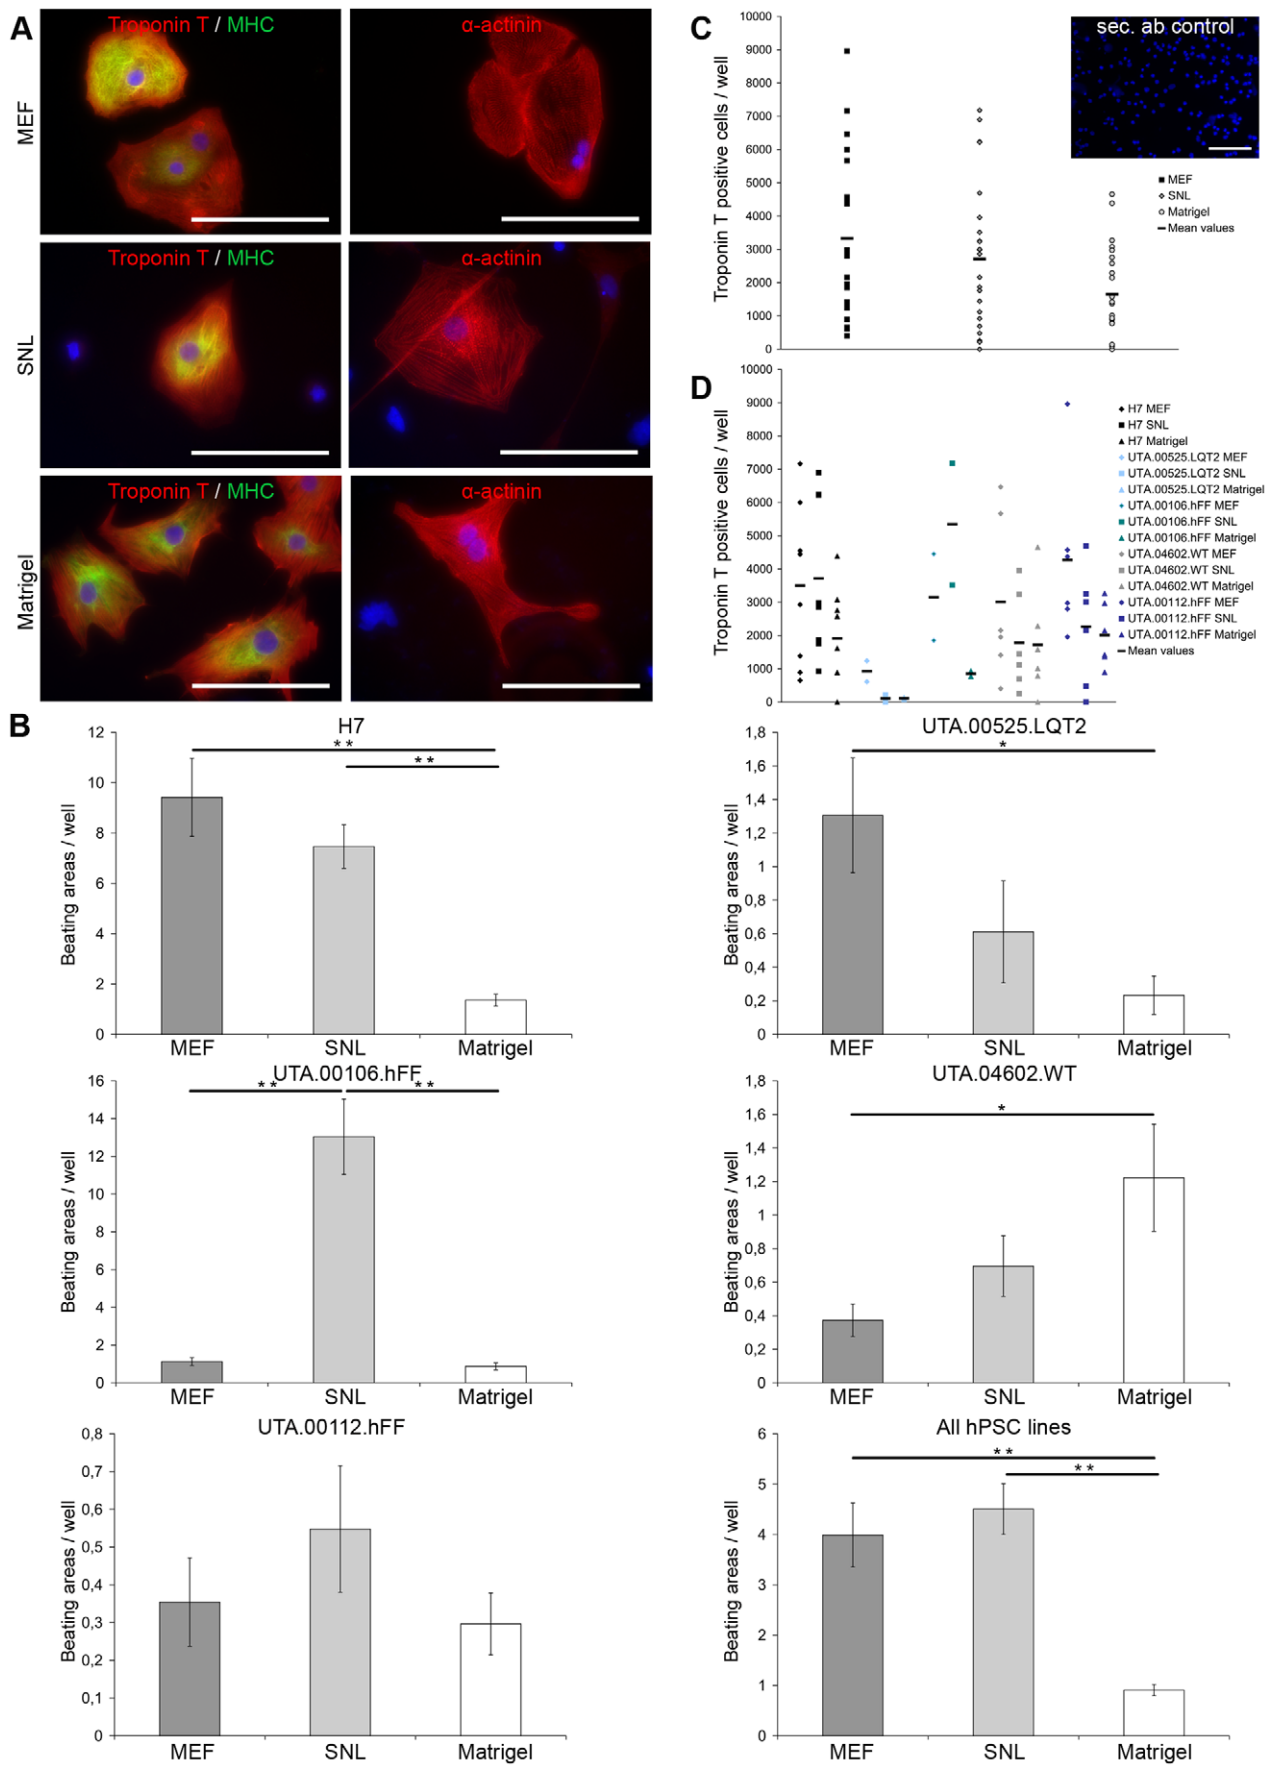 A
Troponin T / MHC
α-actinin
MEF
Troponin T / MHC
α-actinin
SNL
Troponin T / MHC
α-actinin
Matrigel
C
10000
9000
8000
7000
6000
5000
4000
3000
2000
1000
0
Troponin T positive cells / well
sec. ab control
MEF
SNL
Matrigel
Mean values
D
10000
9000
8000
7000
6000
5000
4000
3000
2000
1000
0
Troponin T positive cells / well
H7 MEF
H7 SNL
H7 Matrigel
UTA.00525.LQT2 MEF
UTA.00525.LQT2 SNL
UTA.00525.LQT2 Matrigel
UTA.00106.hFF MEF
UTA.00106.hFF SNL
UTA.00106.hFF Matrigel
UTA.04602.WT MEF
UTA.04602.WT SNL
UTA.04602.WT Matrigel
UTA.00112.hFF MEF
UTA.00112.hFF SNL
UTA.00112.hFF Matrigel
Mean values
B
H7
12
10
8
6
4
2
0
Beating areas / well
* *
* *
MEF SNL Matrigel
UTA.00525.LQT2
1,8
1,6
1,4
1,2
1
0,8
0,6
0,4
0,2
0
Beating areas / well
*
MEF SNL Matrigel
UTA.00106.hFF
16
14
12
10
8
6
4
2
0
Beating areas / well
* * * *
MEF SNL Matrigel
UTA.04602.WT
1,8
1,6
1,4
1,2
1
0,8
0,6
0,4
0,2
0
Beating areas / well
*
MEF SNL Matrigel
UTA.00112.hFF
0,8
0,7
0,6
0,5
0,4
0,3
0,2
0,1
0
Beating areas / well
MEF SNL Matrigel
All hPSC lines
6
5
4
3
2
1
0
Beating areas / well
* *
* *
MEF SNL Matrigel